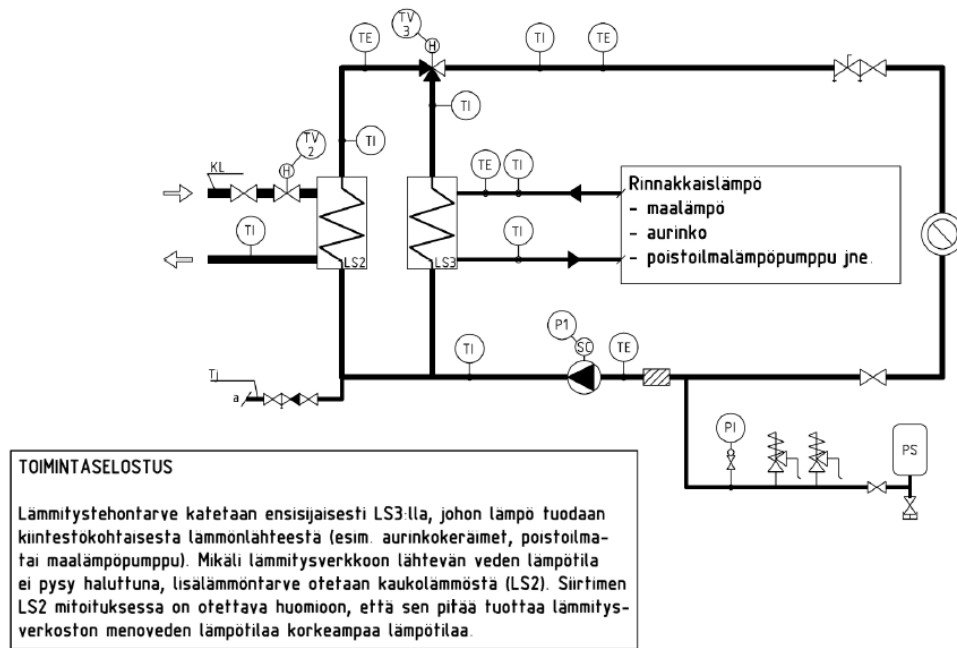 TE
TV
3
H
TI
TE
TI
TI
TV
2
H
KL
TE
TI
TI
TI
LS2
LS3
Rinnakkaislämpö
- maalämpö
- aurinko
- poistoilmalämpöpumppu jne.
P1
SC
TI
TE
Tj
a
PI
PS
TOIMINTASELOSTUS
Lämmitystehontarve katetaan ensisijaisesti LS3:lla, johon lämpö tuodaan
kiintestökohtaisesta lämmönlähteestä (esim. aurinkokeräimet, poistoilma-
tai maalämpöpumppu). Mikäli lämmitysverkkoon lähtevän veden lämpötila
ei pysy haluttuna, lisälämmöntarve otetaan kaukolämmöstä (LS2). Siirtimen
LS2 mitoituksessa on otettava huomioon, että sen pitää tuottaa lämmitys-
verkoston menoveden lämpötilaa korkeampaa lämpötilaa.